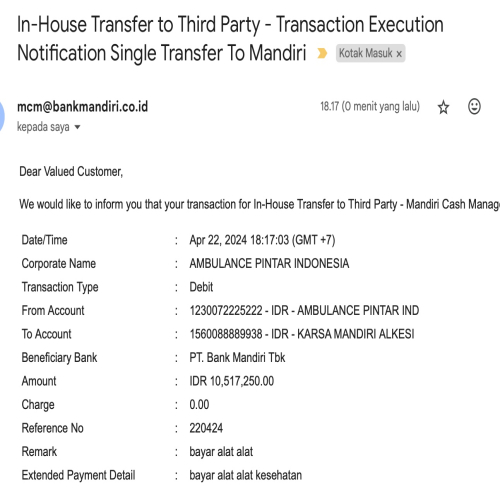 In-House Transfer to Third Party - Transaction Execution
Notification Single Transfer To Mandiri Kotak Masuk ×
mcm@bankmandiri.co.id 18.17 (0 menit yang lalu)
kepada saya
Dear Valued Customer,
We would like to inform you that your transaction for In-House Transfer to Third Party - Mandiri Cash Manag
Date/Time : Apr 22, 2024 18:17:03 (GMT +7)
Corporate Name : AMBULANCE PINTAR INDONESIA
Transaction Type : Debit
From Account : 1230072225222 - IDR - AMBULANCE PINTAR IND
To Account : 1560088889938 - IDR - KARSA MANDIRI ALKESI
Beneficiary Bank : PT. Bank Mandiri Tbk
Amount : IDR 10,517,250.00
Charge : 0.00
Reference No : 220424
Remark : bayar alat alat
Extended Payment Detail : bayar alat alat kesehatan